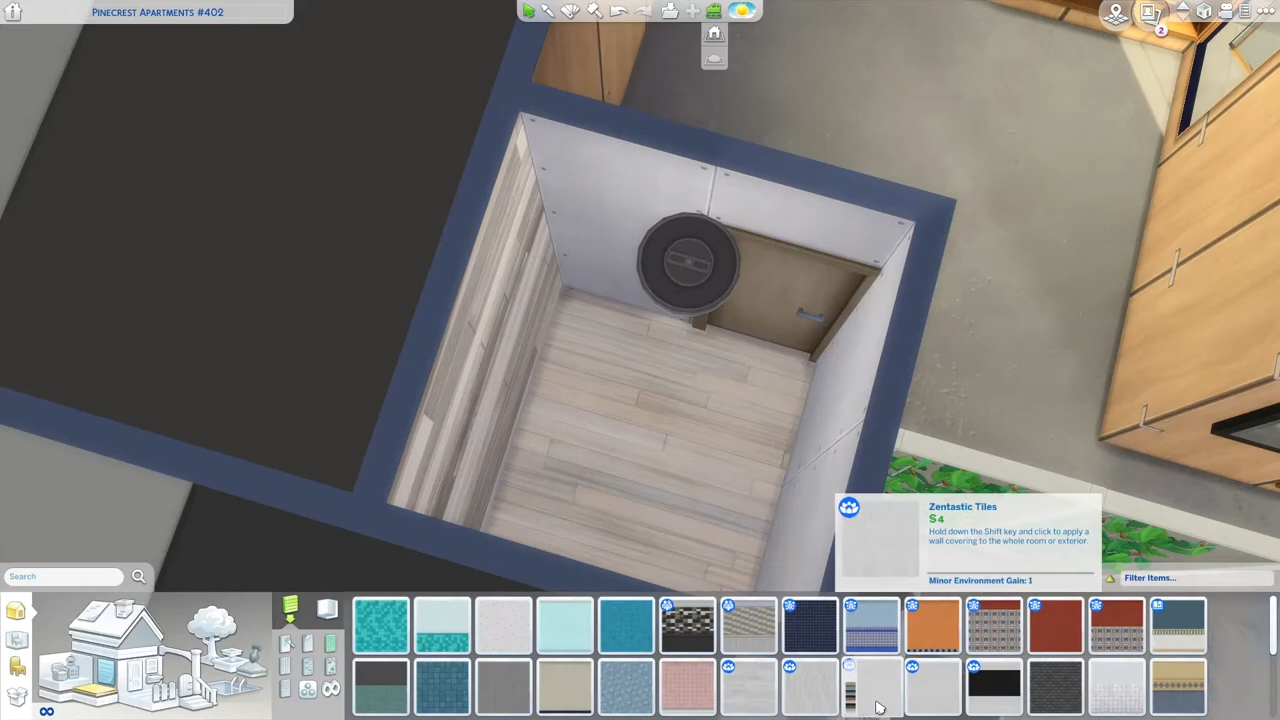 PINECREST APARTMENTS #402
2
Zentastic Tiles
§4
Hold down the Shift key and click to apply a
wall covering to the whole room or exterior.
Minor Environment Gain: 1
Search
Filter Items...